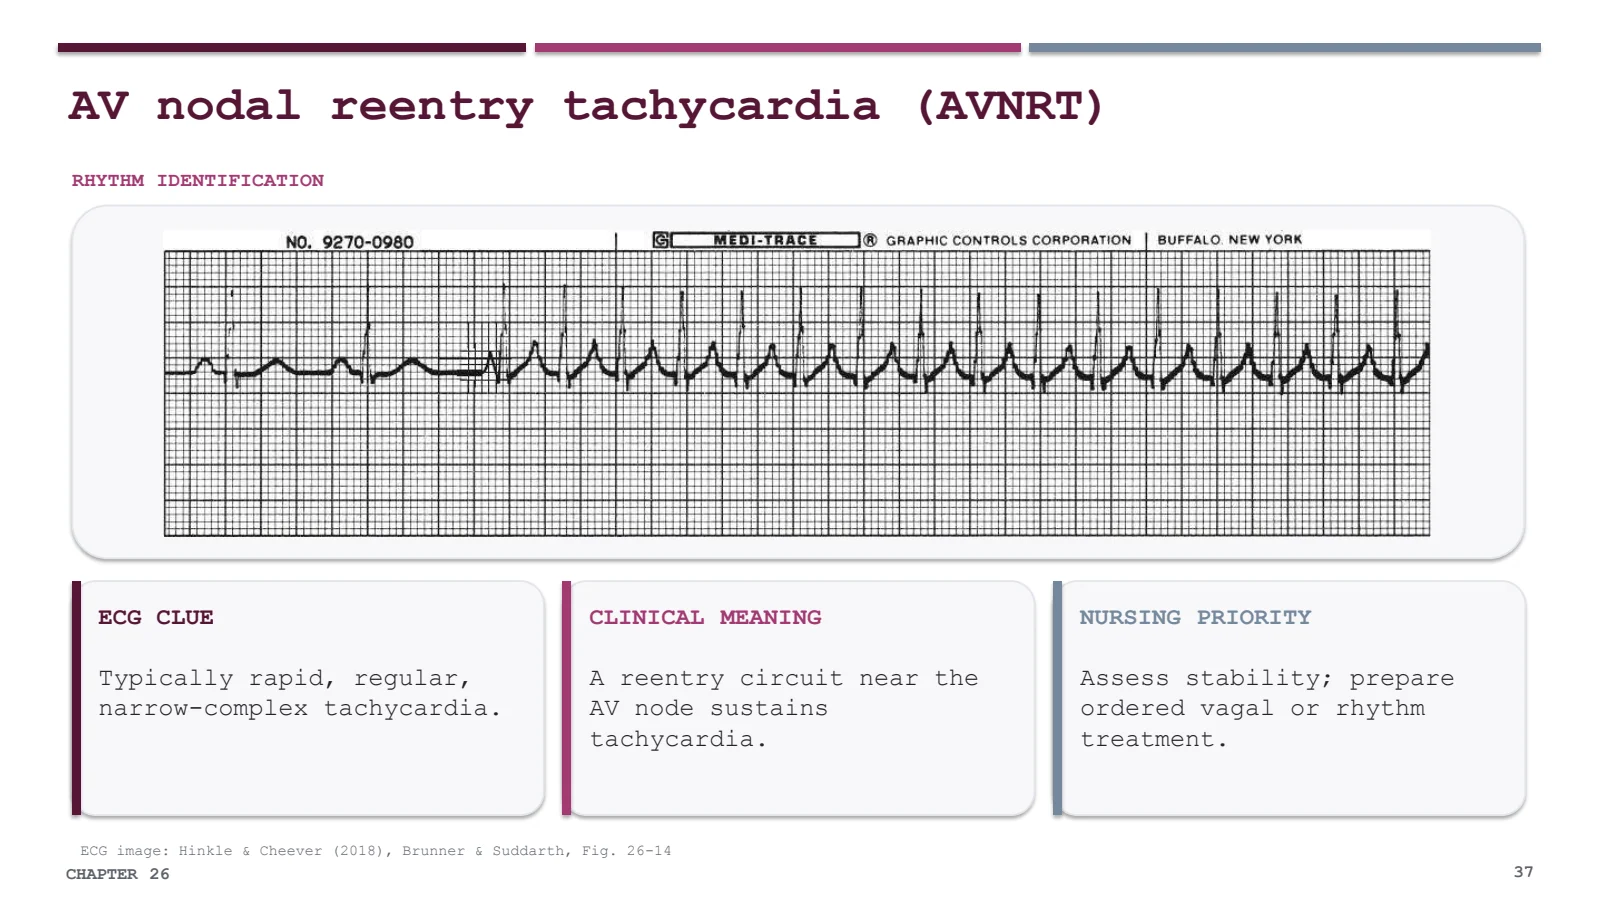 AV nodal reentry tachycardia (AVNRT)
RHYTHM IDENTIFICATION
NO. 9270-0980
G MEDI-TRACE ® GRAPHIC CONTROLS CORPORATION BUFFALO. NEW YORK
ECG CLUE
Typically rapid, regular,
narrow-complex tachycardia.
CLINICAL MEANING
A reentry circuit near the
AV node sustains
tachycardia.
NURSING PRIORITY
Assess stability; prepare
ordered vagal or rhythm
treatment.
ECG image: Hinkle & Cheever (2018), Brunner & Suddarth, Fig. 26-14
CHAPTER 26
37